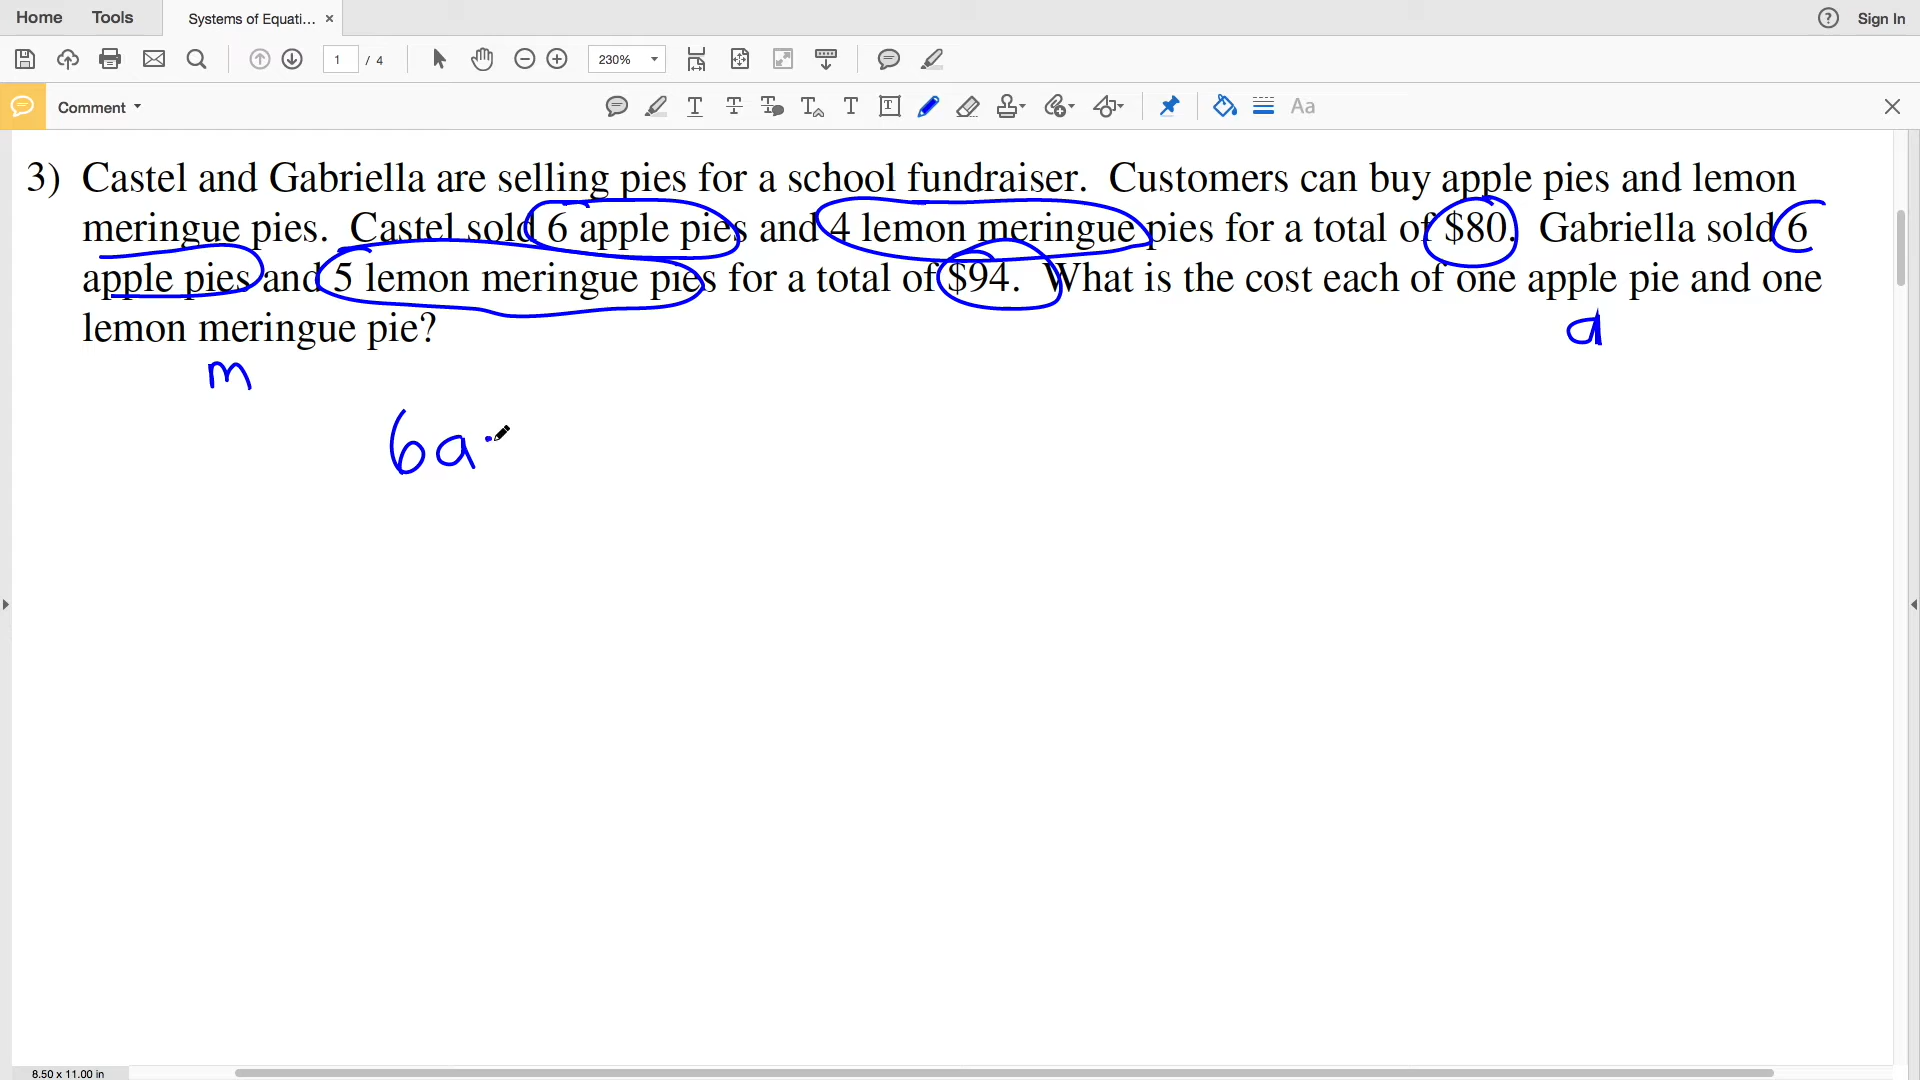 Home Tools Systems of Equati... × ? Sign In
1 / 4 230%
Comment T T T T T T Aa
3) Castel and Gabriella are selling pies for a school fundraiser. Customers can buy apple pies and lemon
meringue pies. Castel sold 6 apple pies and 4 lemon meringue pies for a total of $80. Gabriella sold 6
apple pies and 5 lemon meringue pies for a total of $94. What is the cost each of one apple pie and one
lemon meringue pie?
a
m
6a
8.50 x 11.00 in